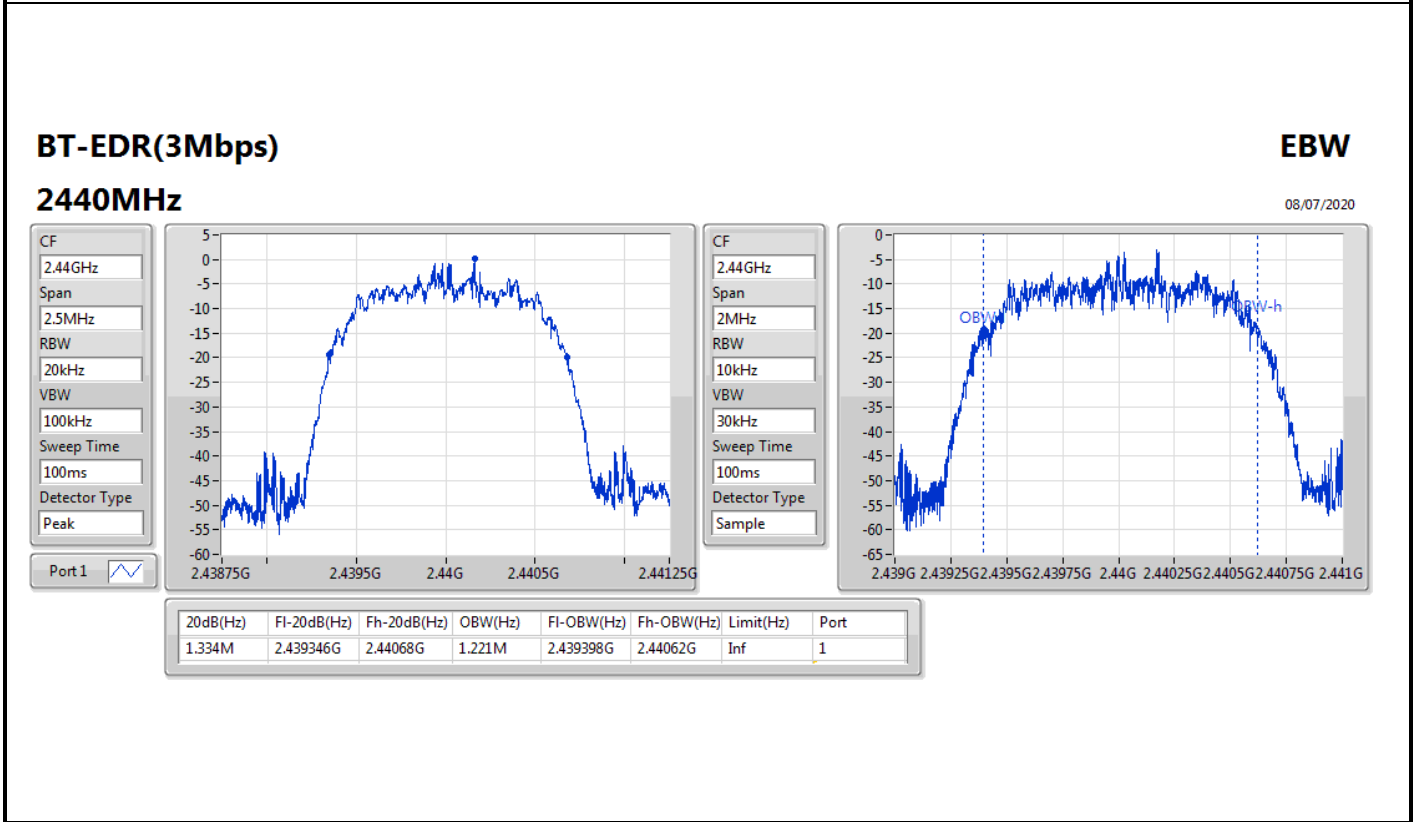 BT-EDR(3Mbps) EBW
2440MHz 08/07/2020
CF
2.44GHz
Span
2.5MHz
RBW
20kHz
VBW
100kHz
Sweep Time
100ms
Detector Type
Peak
Port 1
5
0
-5
-10
-15
-20
-25
-30
-35
-40
-45
-50
-55
-60
2.43875G 2.4395G 2.44G 2.4405G 2.44125G
CF
2.44GHz
Span
2MHz
RBW
10kHz
VBW
30kHz
Sweep Time
100ms
Detector Type
Sample
0
-5
-10
-15
-20
-25
-30
-35
-40
-45
-50
-55
-60
-65
OBW
OBW-h
2.439G 2.43925G 2.4395G 2.43975G 2.44G 2.44025G 2.4405G 2.44075G 2.441G
20dB(Hz) Fl-20dB(Hz) Fh-20dB(Hz) OBW(Hz) Fl-OBW(Hz) Fh-OBW(Hz) Limit(Hz) Port
1.334M 2.439346G 2.44068G 1.221M 2.439398G 2.44062G Inf 1